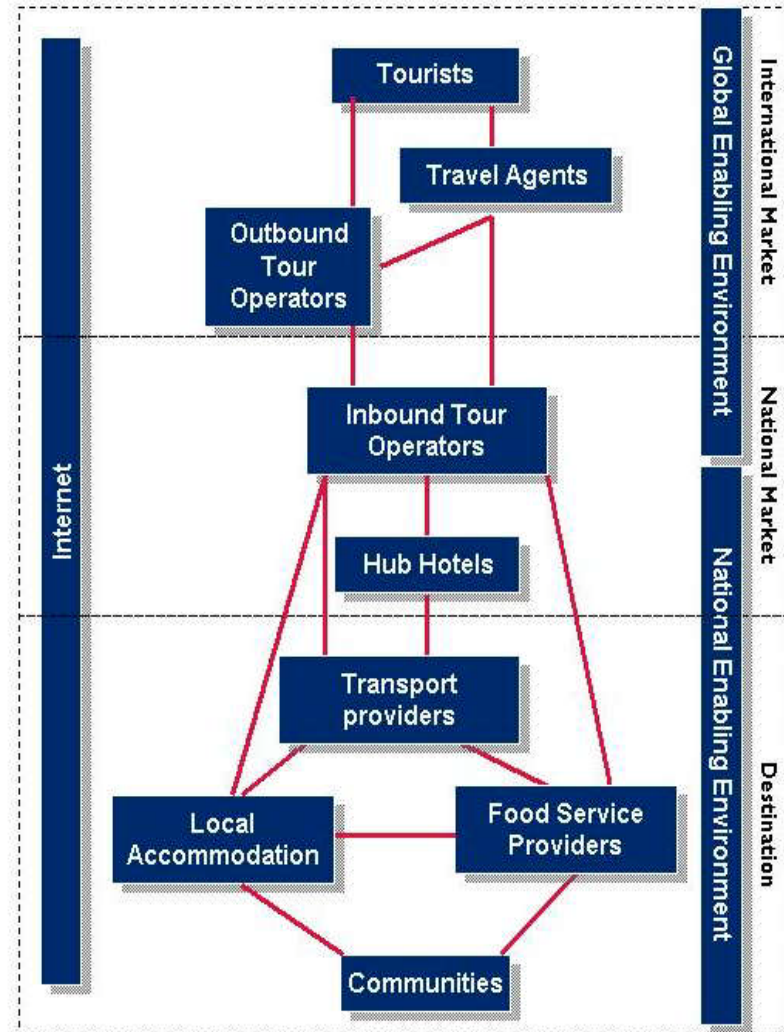 Tourists
Travel Agents
Outbound
Tour
Operators
Inbound Tour
Operators
Hub Hotels
Transport
providers
Local
Accommodation
Food Service
Providers
Communities
Internet
Global Enabling Environment
National Enabling Environment
International Market
National Market
Destination